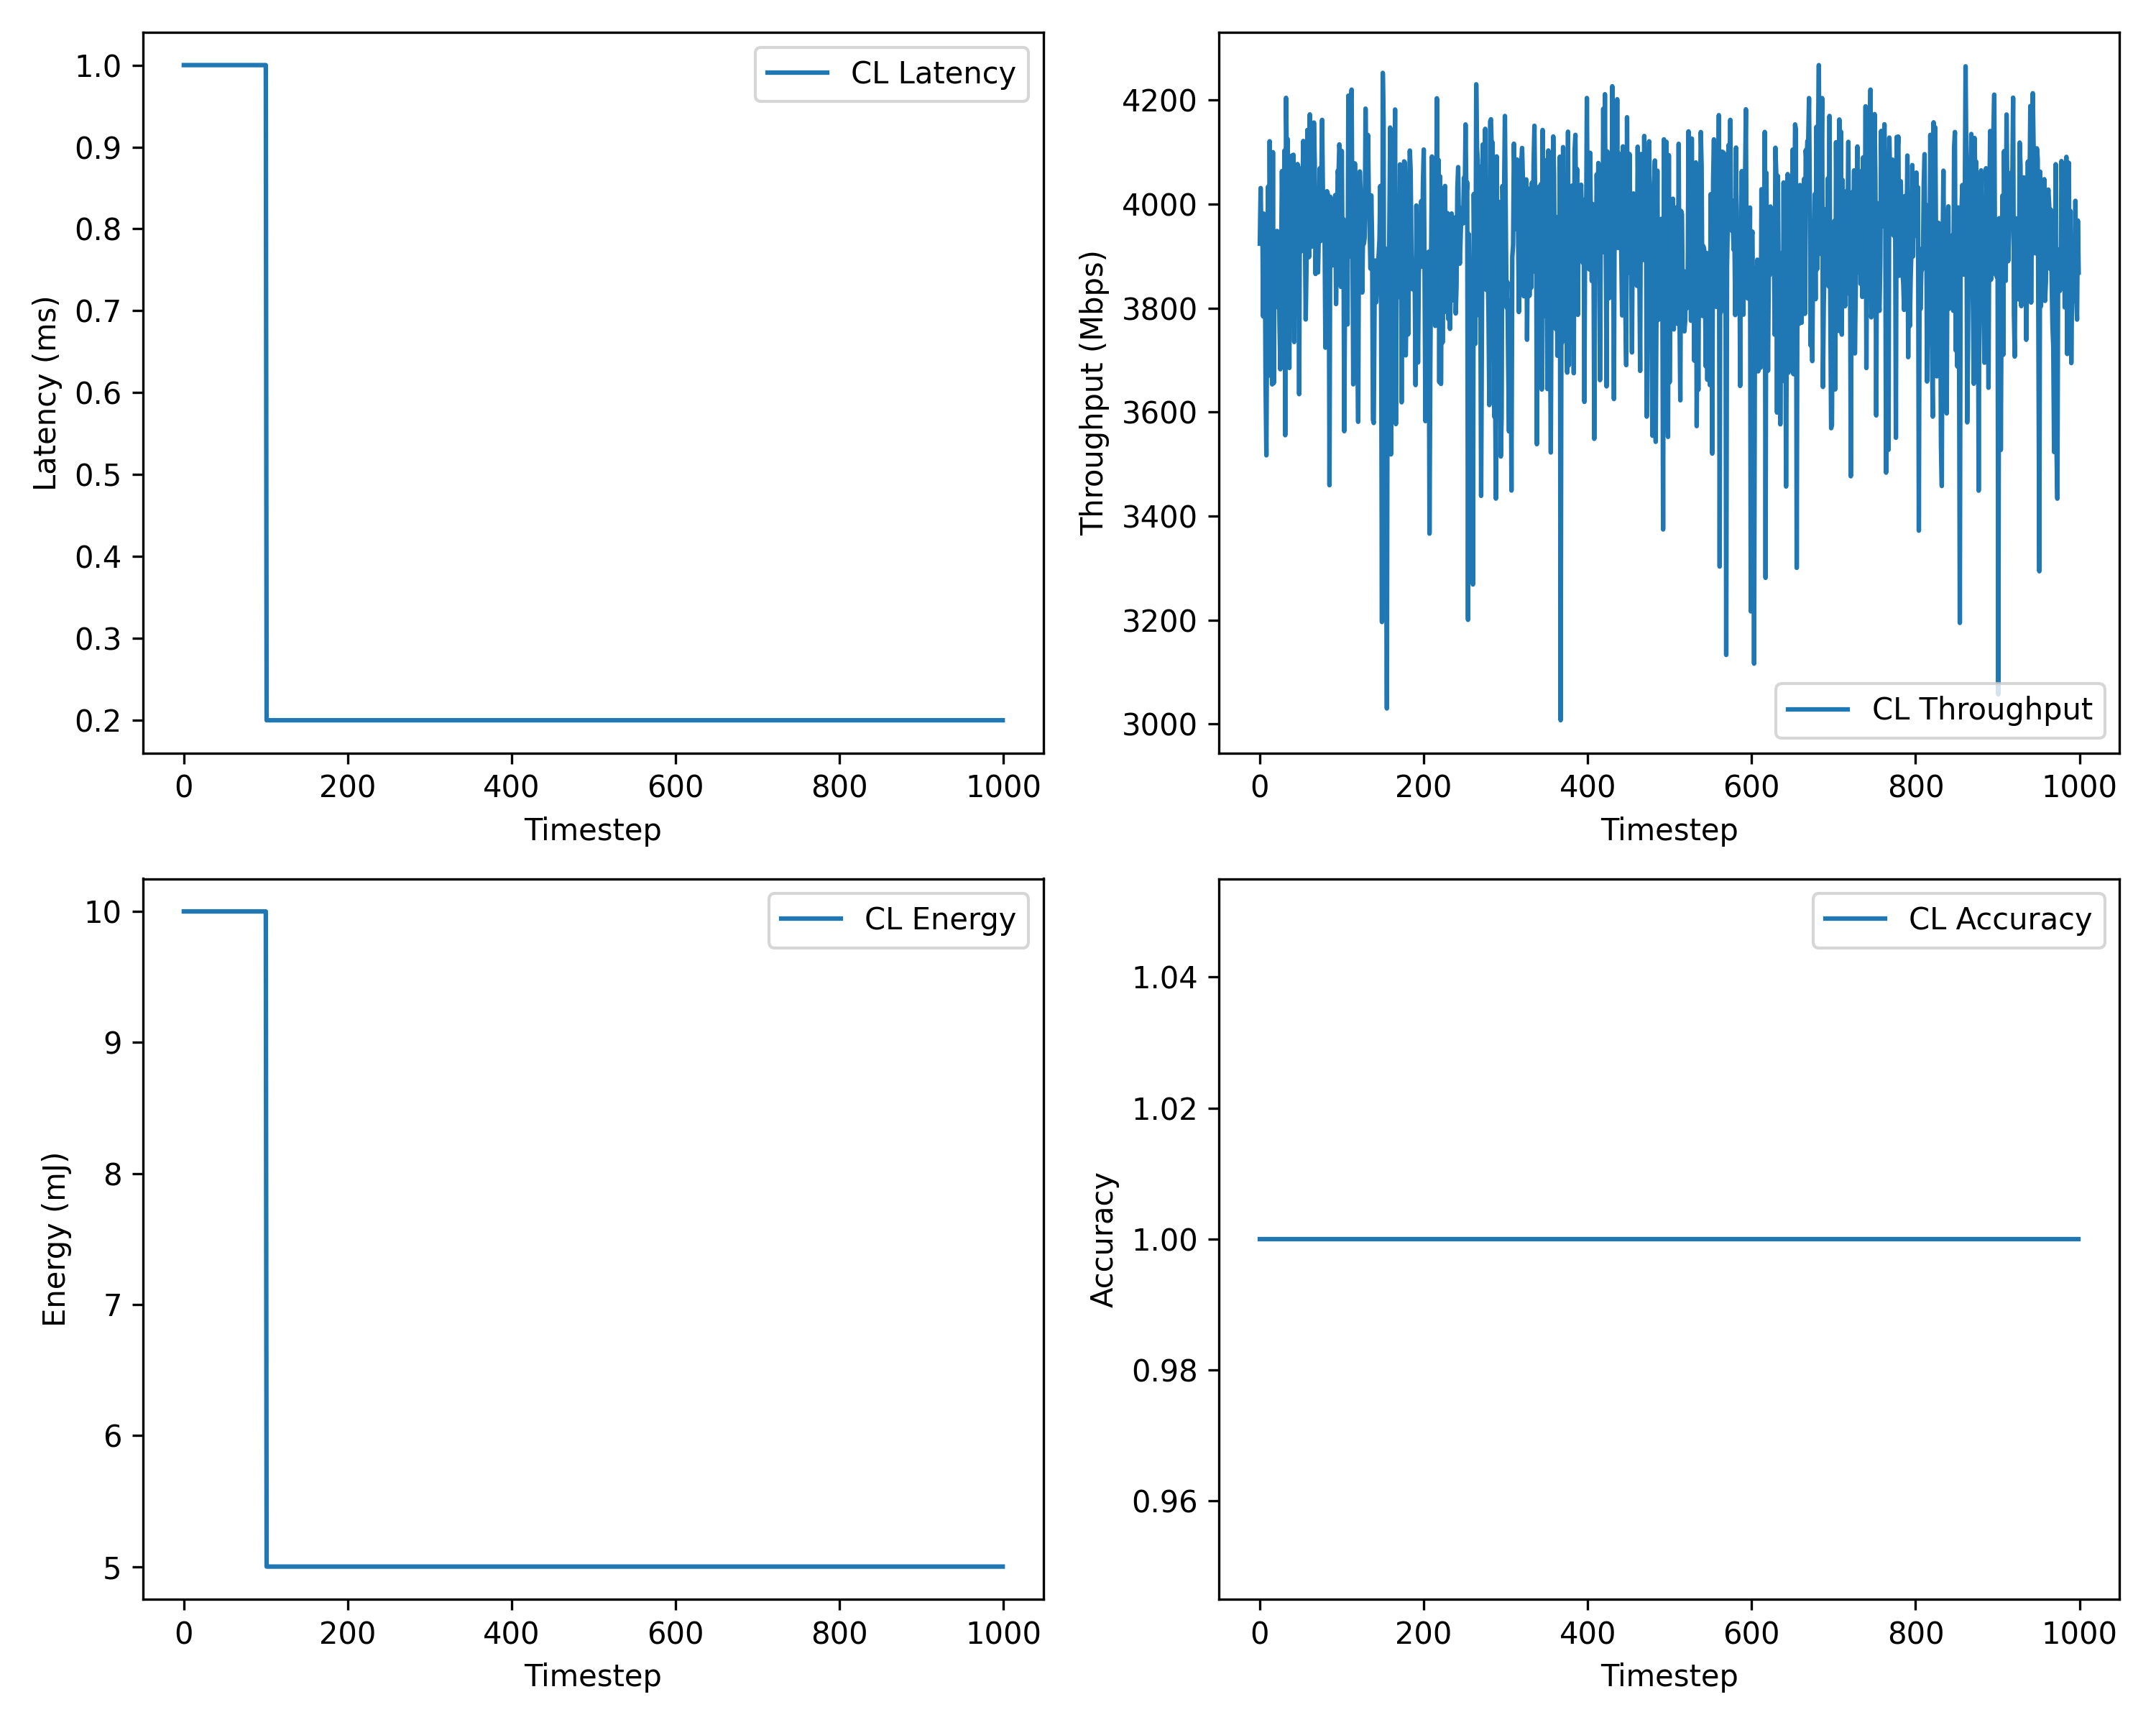 CL Latency
1.0
0.9
0.8
0.7
0.6
0.5
0.4
0.3
0.2
Latency (ms)
0 200 400 600 800 1000
Timestep
CL Throughput
4200
4000
3800
3600
3400
3200
3000
Throughput (Mbps)
0 200 400 600 800 1000
Timestep
CL Energy
10
9
8
7
6
5
Energy (mJ)
0 200 400 600 800 1000
Timestep
CL Accuracy
1.04
1.02
1.00
0.98
0.96
Accuracy
0 200 400 600 800 1000
Timestep